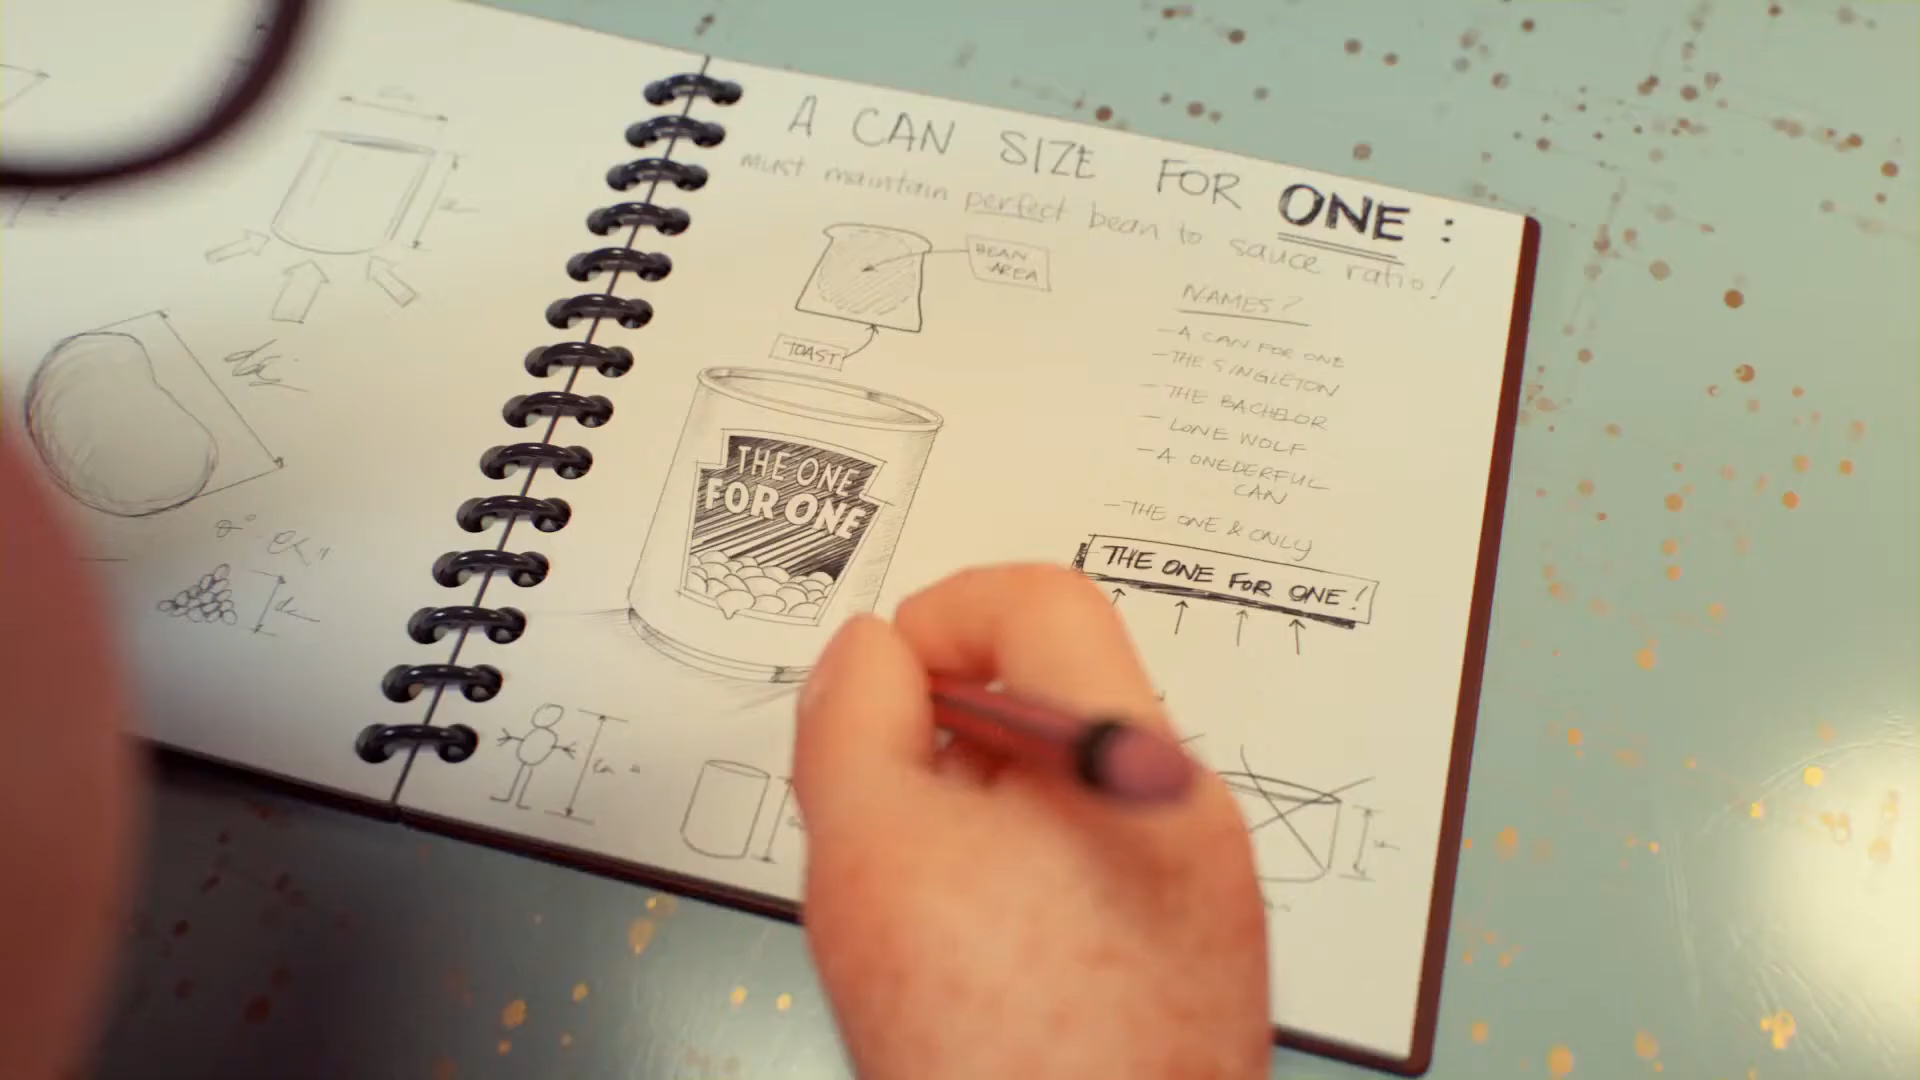 A CAN SIZE FOR ONE :
must maintain perfect bean to sauce ratio!
BEAN
AREA
TOAST
THE ONE
FOR ONE
NAMES?
- A CAN FOR ONE
- THE SINGLETON
- THE BACHELOR
- LONE WOLF
- A ONEDERFUL
CAN
- THE ONE & ONLY
THE ONE FOR ONE!